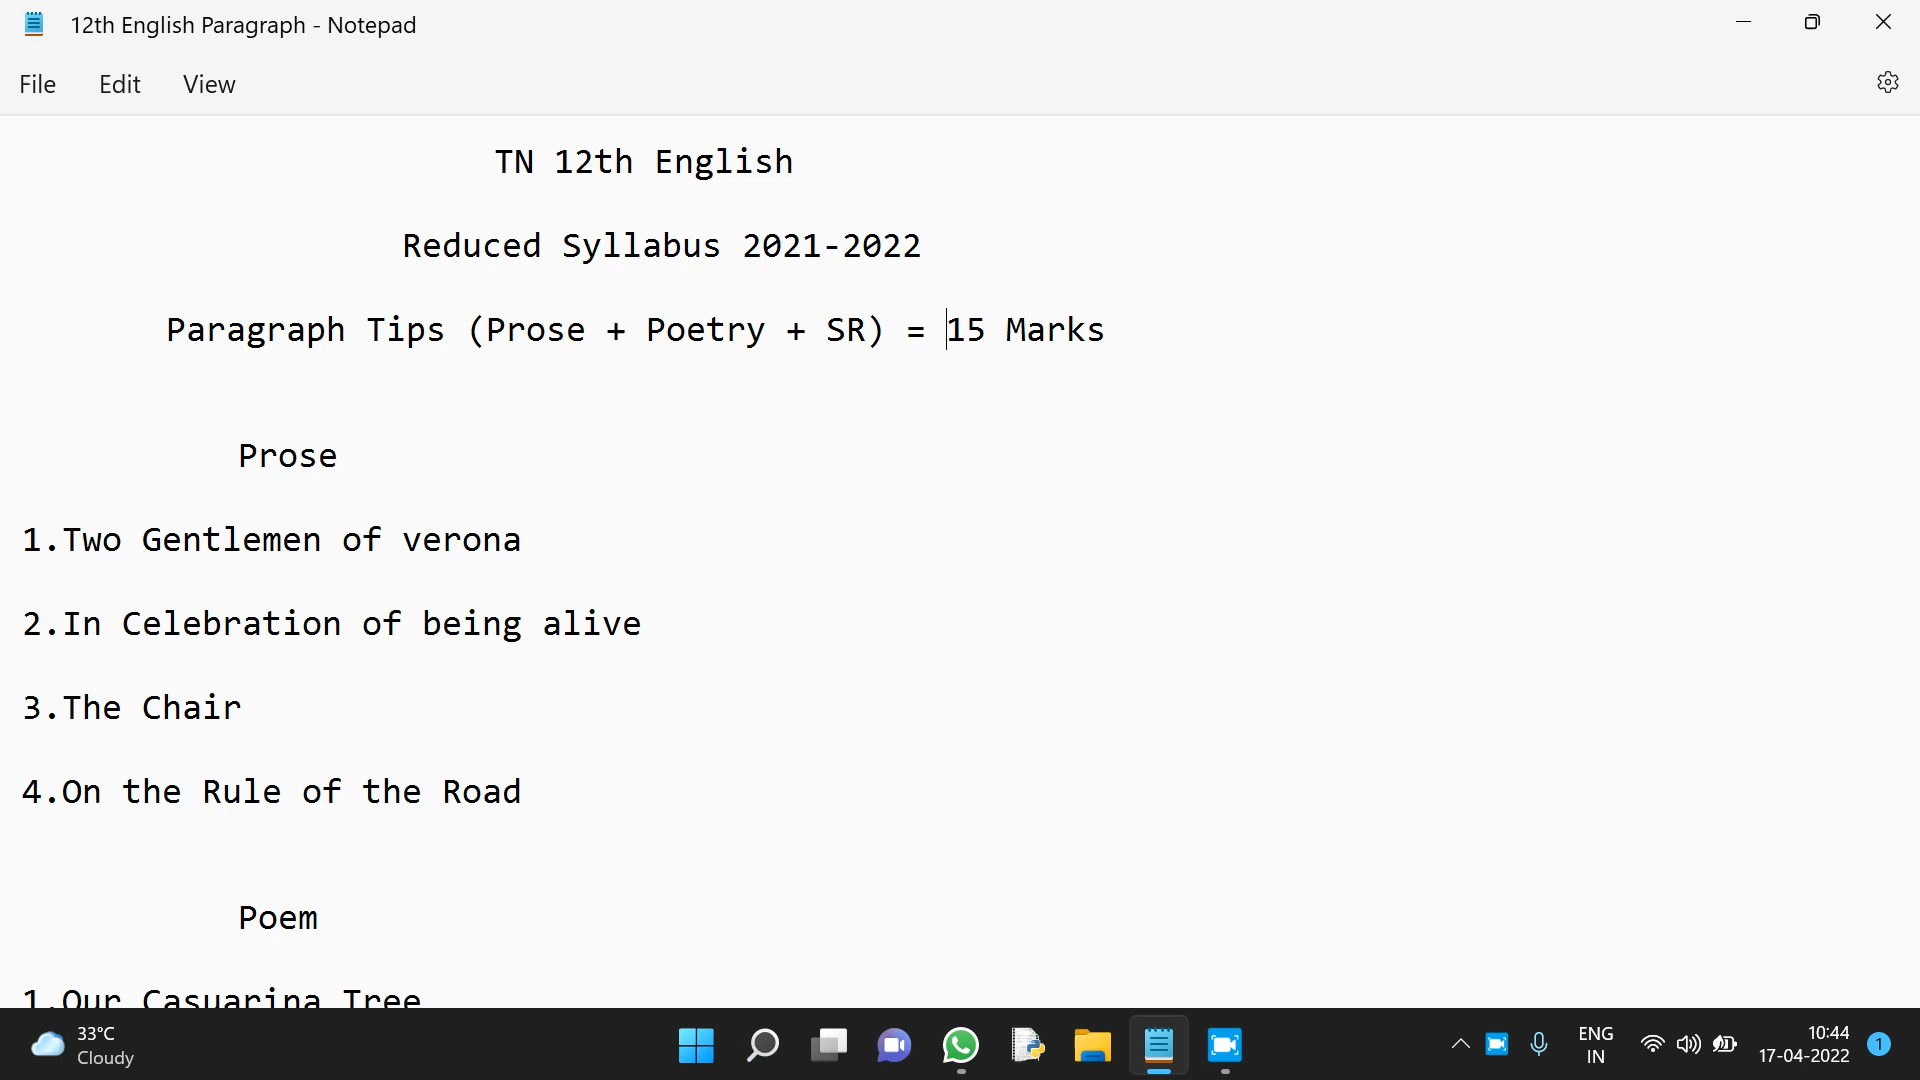 12th English Paragraph - Notepad
File Edit View
TN 12th English
Reduced Syllabus 2021-2022
Paragraph Tips (Prose + Poetry + SR) = 15 Marks
Prose
1.Two Gentlemen of verona
2.In Celebration of being alive
3.The Chair
4.On the Rule of the Road
Poem
1.Our Casuarina Tree
33°C
Cloudy
ENG
IN
10:44
17-04-2022
1